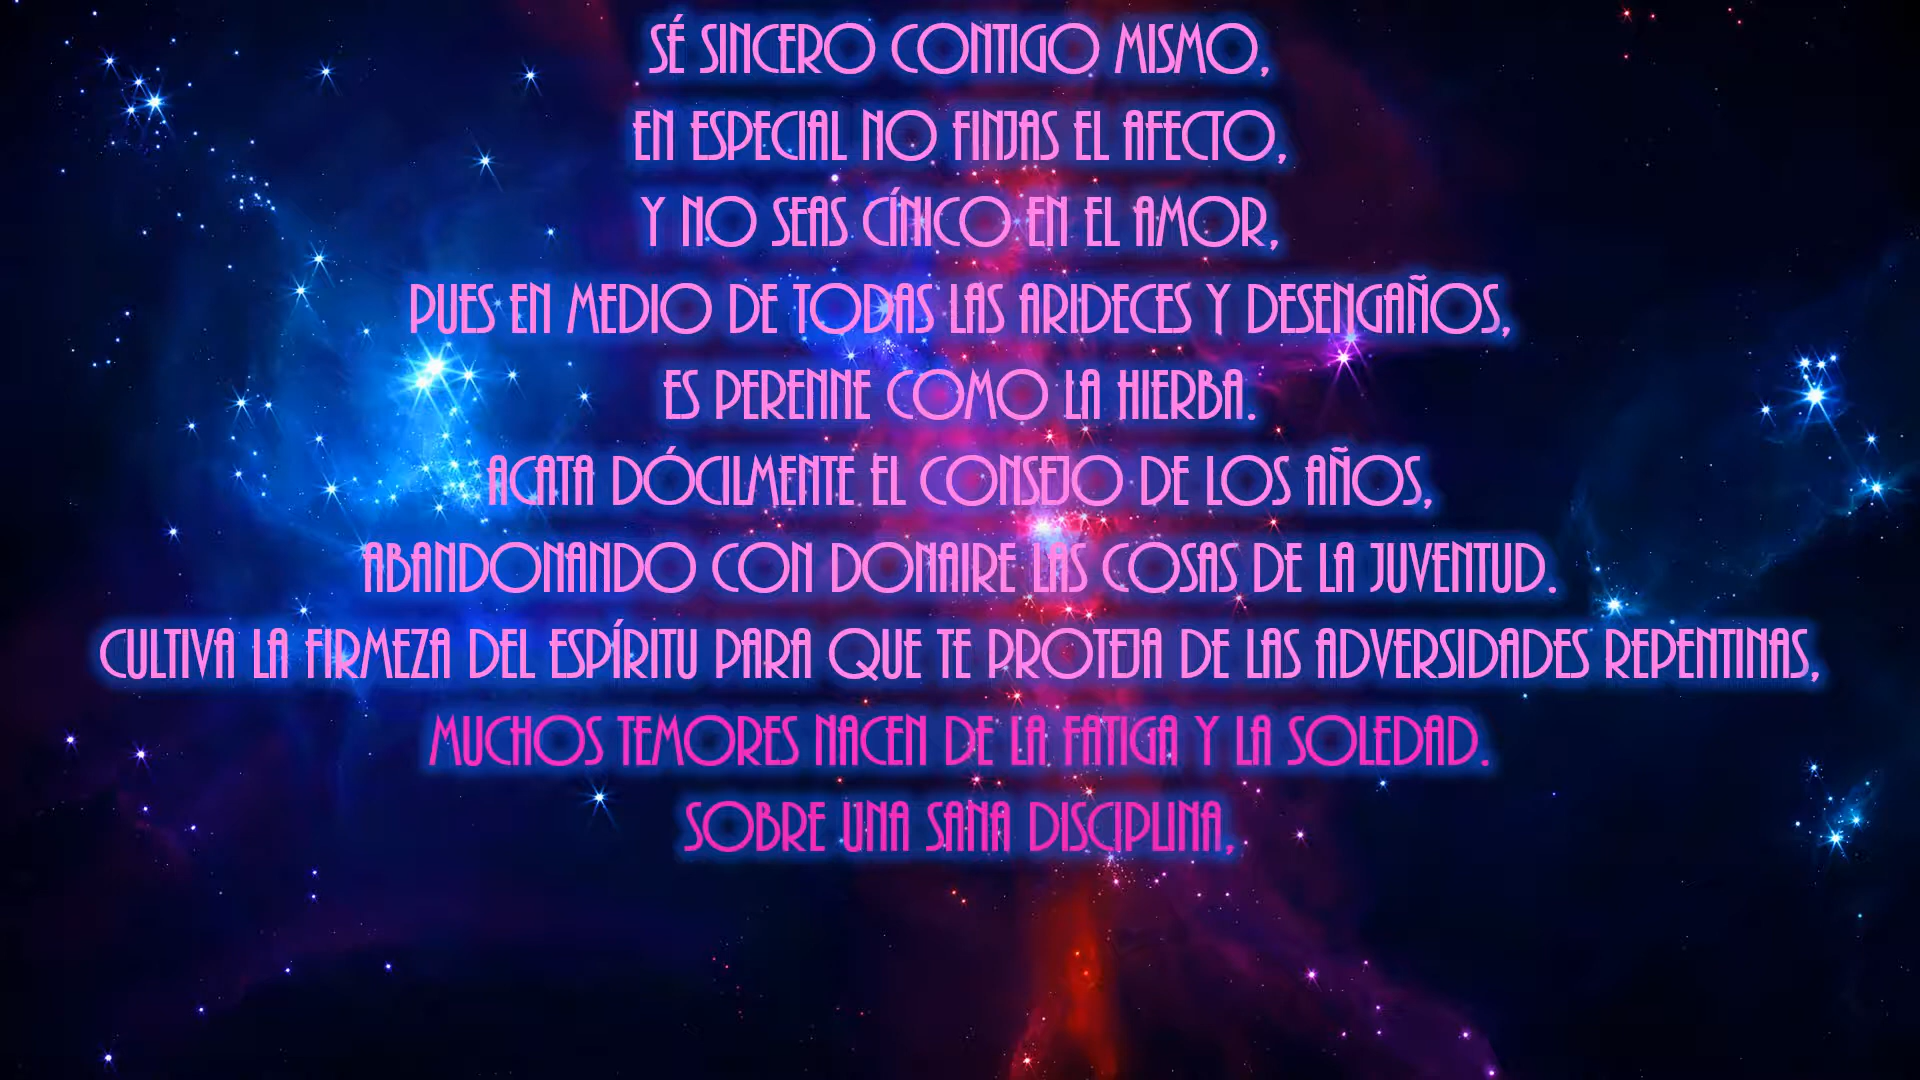 SÉ SINCERO CONTIGO MISMO,
EN ESPECIAL NO FINJAS EL AFECTO,
Y NO SEAS CÍNICO EN EL AMOR,
PUES EN MEDIO DE TODAS LAS ARIDECES Y DESENGAÑOS,
ES PERENNE COMO LA HIERBA.
ACATA DÓCILMENTE EL CONSEJO DE LOS AÑOS,
ABANDONANDO CON DONAIRE LAS COSAS DE LA JUVENTUD.
CULTIVA LA FIRMEZA DEL ESPÍRITU PARA QUE TE PROTEJA DE LAS ADVERSIDADES REPENTINAS,
MUCHOS TEMORES NACEN DE LA FATIGA Y LA SOLEDAD.
SOBRE UNA SANA DISCIPLINA,